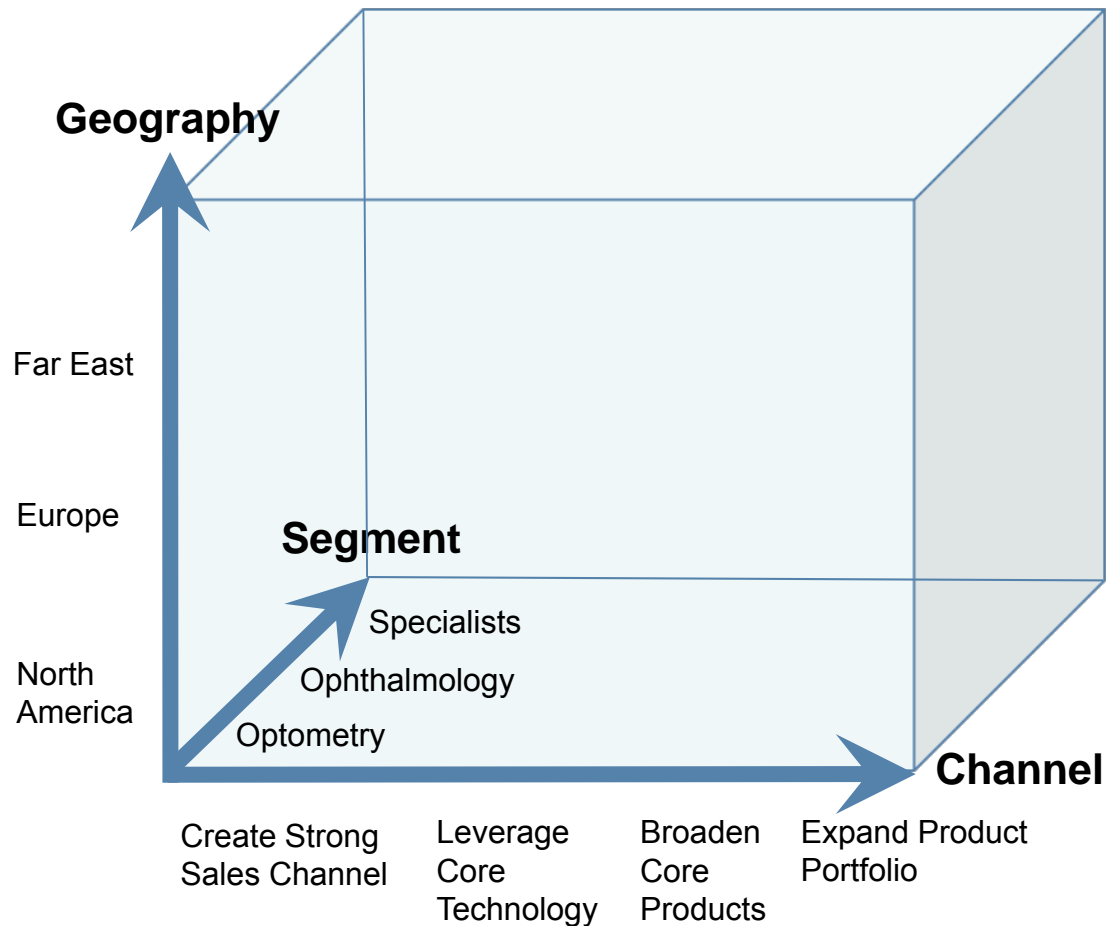 Geography
Far East
Europe
Segment
Specialists
North
America
Ophthalmology
Optometry
Channel
Create Strong
Sales Channel
Leverage
Core
Technology
Broaden
Core
Products
Expand Product
Portfolio